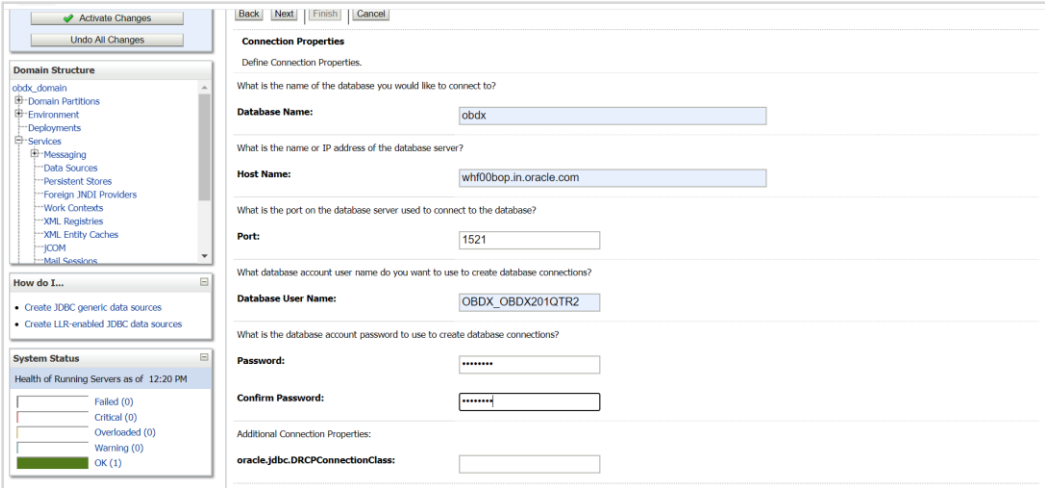 Activate Changes
Undo All Changes
Domain Structure
obdx_domain
Domain Partitions
Environment
Deployments
Services
Messaging
Data Sources
Persistent Stores
Foreign JNDI Providers
Work Contexts
XML Registries
XML Entity Caches
jCOM
Mail Sessions
How do I...
Create JDBC generic data sources
Create LLR-enabled JDBC data sources
System Status
Health of Running Servers as of 12:20 PM
Failed (0)
Critical (0)
Overloaded (0)
Warning (0)
OK (1)
Back Next Finish Cancel
Connection Properties
Define Connection Properties.
What is the name of the database you would like to connect to?
Database Name: obdx
What is the name or IP address of the database server?
Host Name: whf00bop.in.oracle.com
What is the port on the database server used to connect to the database?
Port: 1521
What database account user name do you want to use to create database connections?
Database User Name: OBDX_OBDX201QTR2
What is the database account password to use to create database connections?
Password: ••••••••
Confirm Password: ••••••••
Additional Connection Properties:
oracle.jdbc.DRCPConnectionClass: